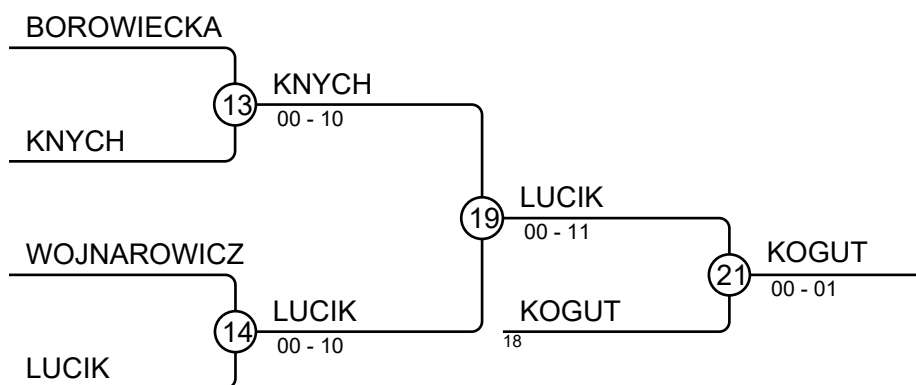 BOROWIECKA
13
KNYCH
00 - 10
KNYCH
19
LUCIK
00 - 11
WOJNAROWICZ
14
LUCIK
00 - 10
LUCIK
KOGUT
18
21
KOGUT
00 - 01